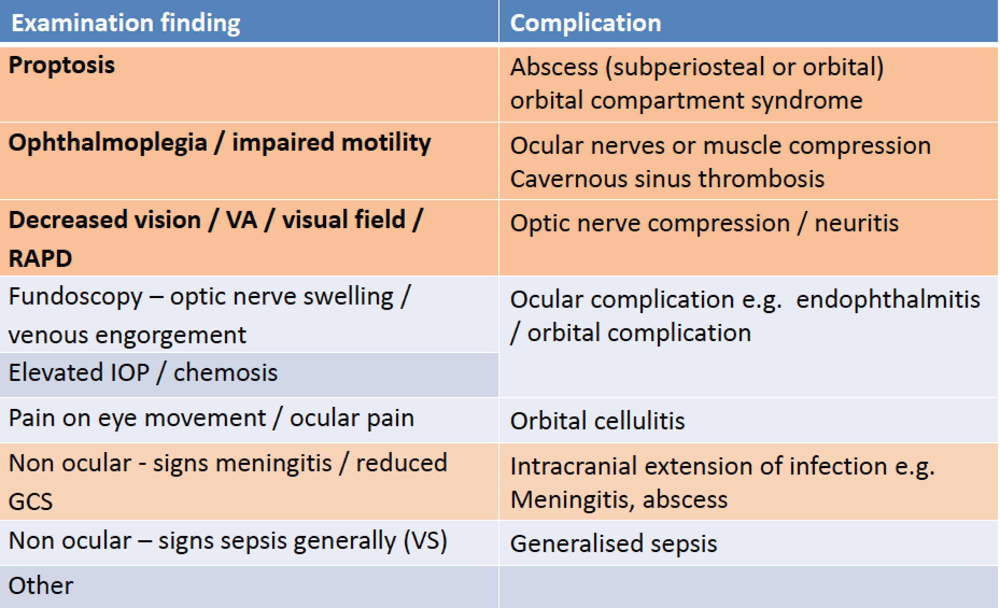 Examination finding
Complication
Proptosis
Abscess (subperiosteal or orbital)
orbital compartment syndrome
Ophthalmoplegia / impaired motility
Ocular nerves or muscle compression
Cavernous sinus thrombosis
Decreased vision / VA / visual field /
RAPD
Optic nerve compression / neuritis
Fundoscopy – optic nerve swelling /
venous engorgement
Ocular complication e.g.  endophthalmitis
/ orbital complication
Elevated IOP / chemosis
Pain on eye movement / ocular pain
Orbital cellulitis
Non ocular - signs meningitis / reduced
GCS
Intracranial extension of infection e.g.
Meningitis, abscess
Non ocular – signs sepsis generally (VS)
Generalised sepsis
Other